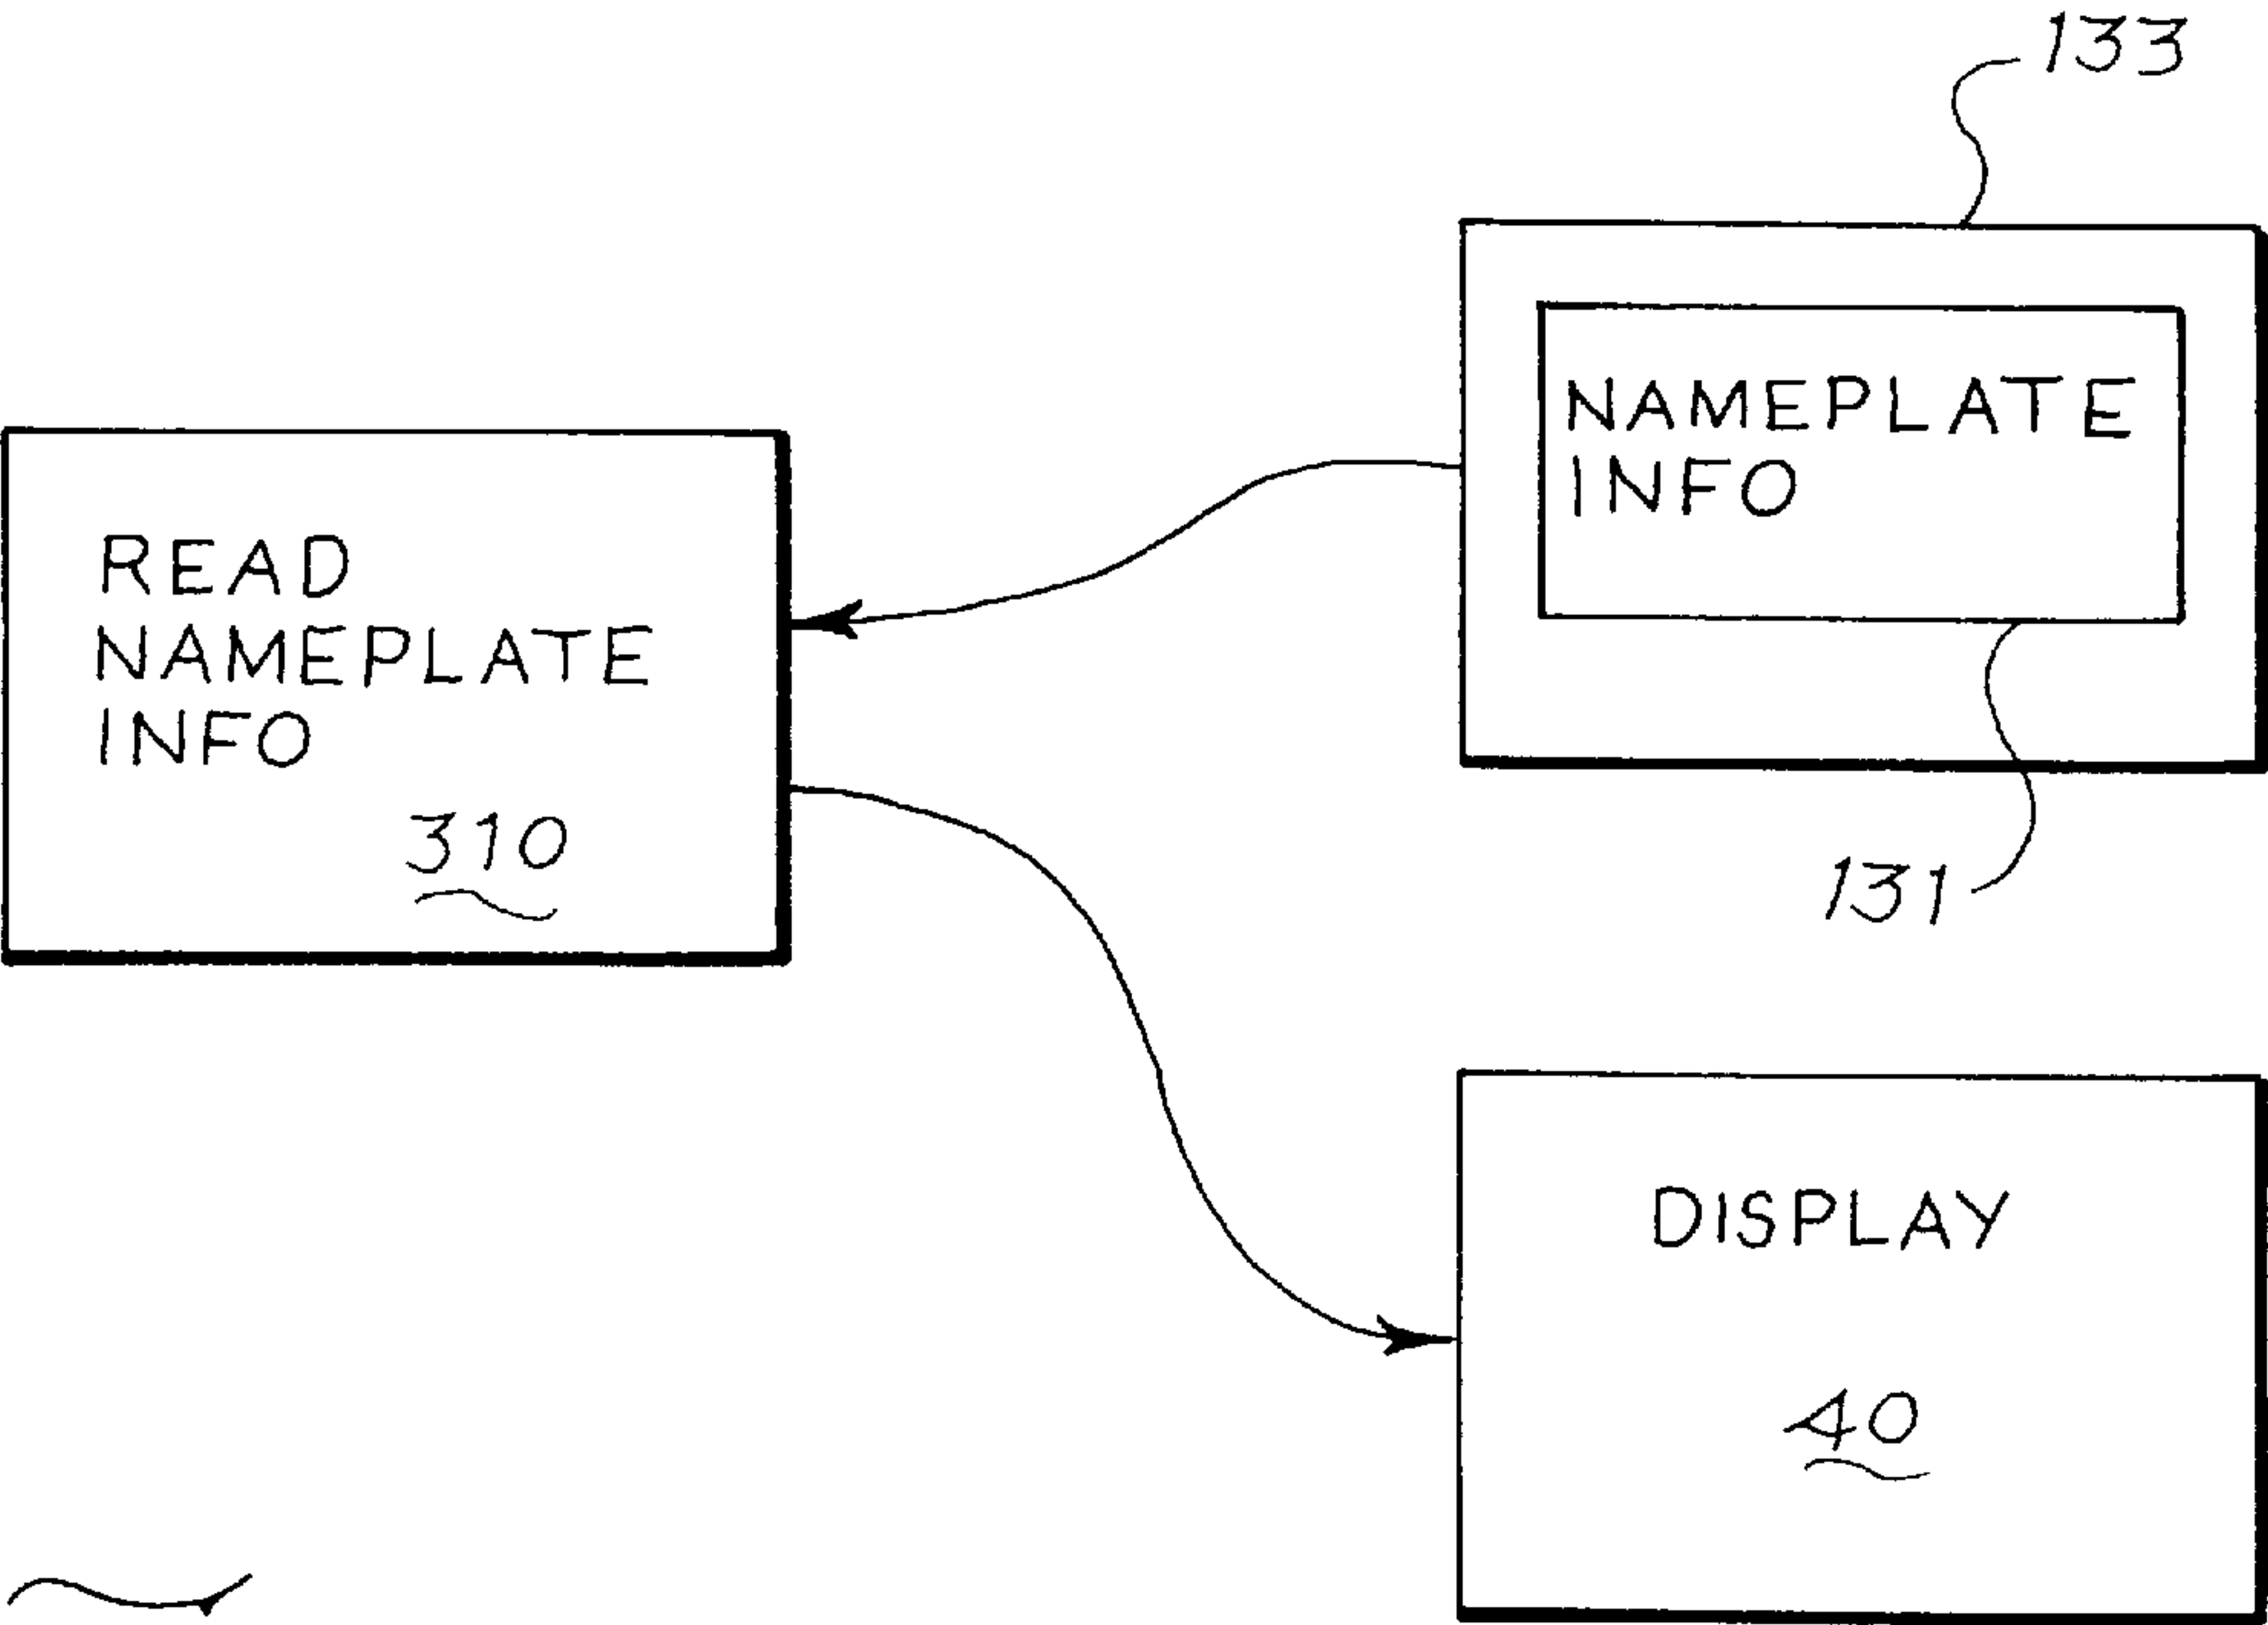 133
NAMEPLATE
INFO
READ
NAMEPLATE
INFO
310
131
DISPLAY
40